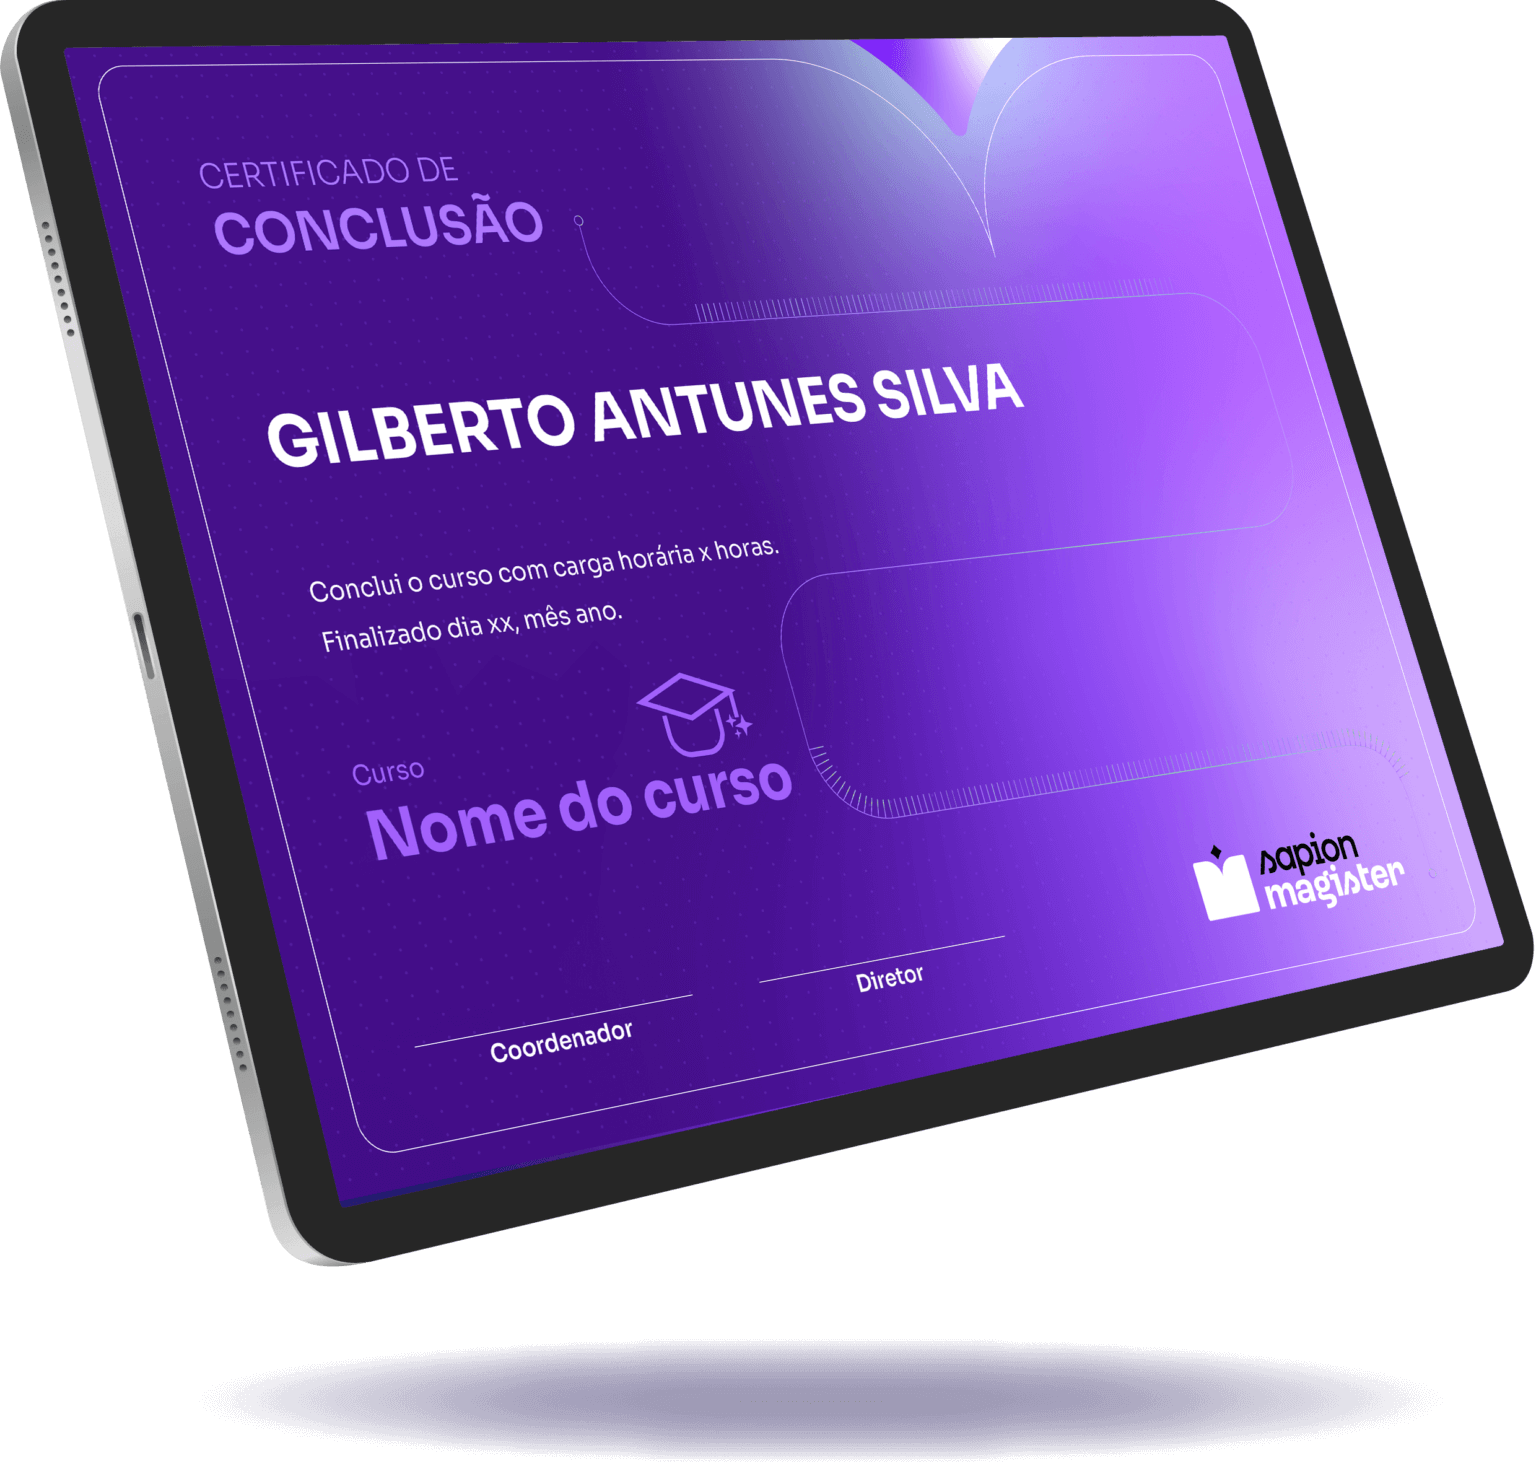 CERTIFICADO DE
CONCLUSÃO
GILBERTO ANTUNES SILVA
Conclui o curso com carga horária x horas.
Finalizado dia xx, mês ano.
Curso
Nome do curso
sapion
magister
Diretor
Coordenador